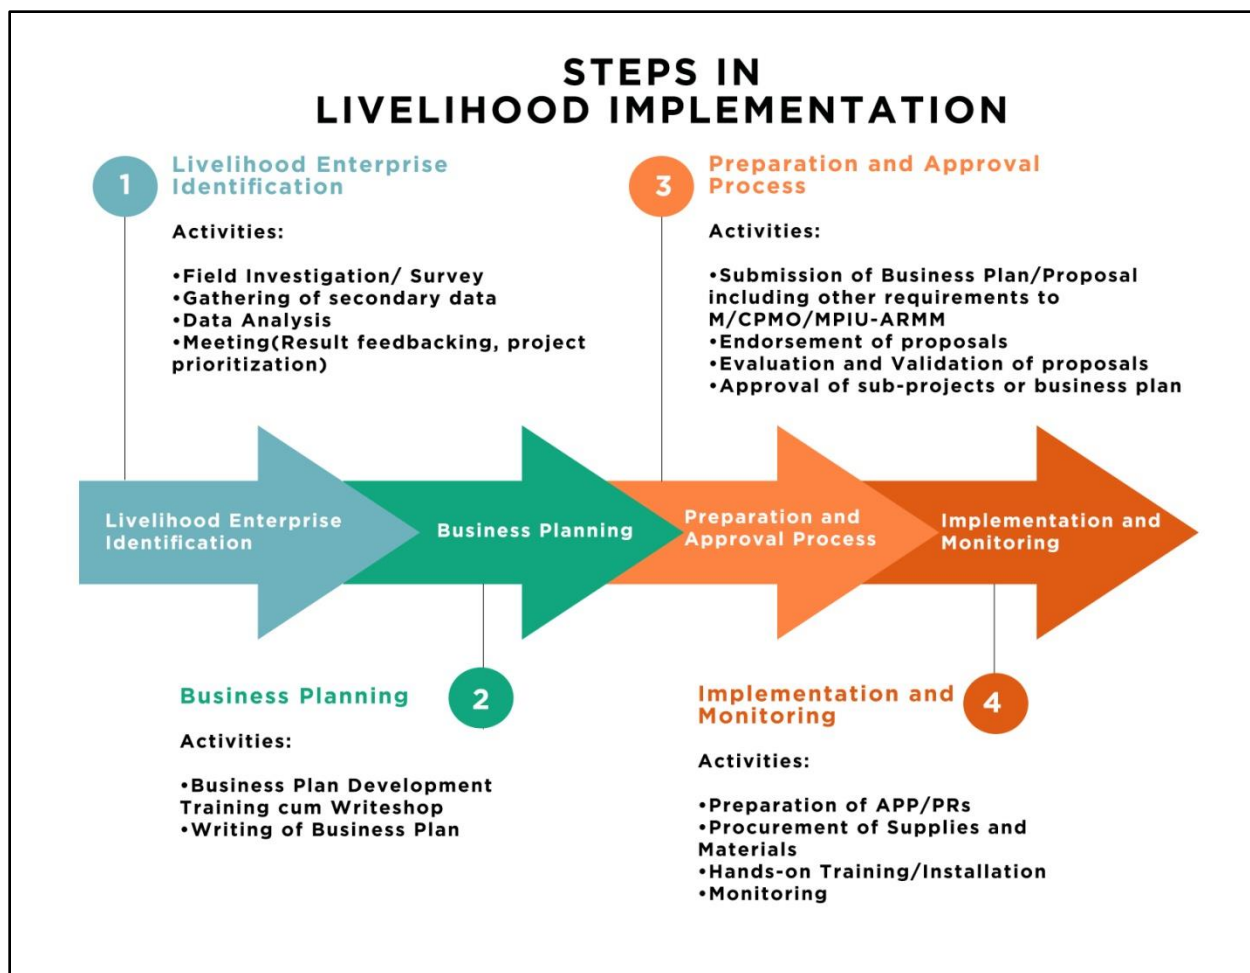 STEPS IN
LIVELIHOOD IMPLEMENTATION
1
Livelihood Enterprise
Identification
Activities:
•Field Investigation/ Survey
•Gathering of secondary data
•Data Analysis
•Meeting(Result feedbacking, project
prioritization)
3
Preparation and Approval
Process
Activities:
•Submission of Business Plan/Proposal
including other requirements to
M/CPMO/MPIU-ARMM
•Endorsement of proposals
•Evaluation and Validation of proposals
•Approval of sub-projects or business plan
Livelihood Enterprise
Identification
Business Planning
Preparation and
Approval Process
Implementation and
Monitoring
Business Planning
2
Activities:
•Business Plan Development
Training cum Writeshop
•Writing of Business Plan
Implementation and
Monitoring
4
Activities:
•Preparation of APP/PRs
•Procurement of Supplies and
Materials
•Hands-on Training/Installation
•Monitoring